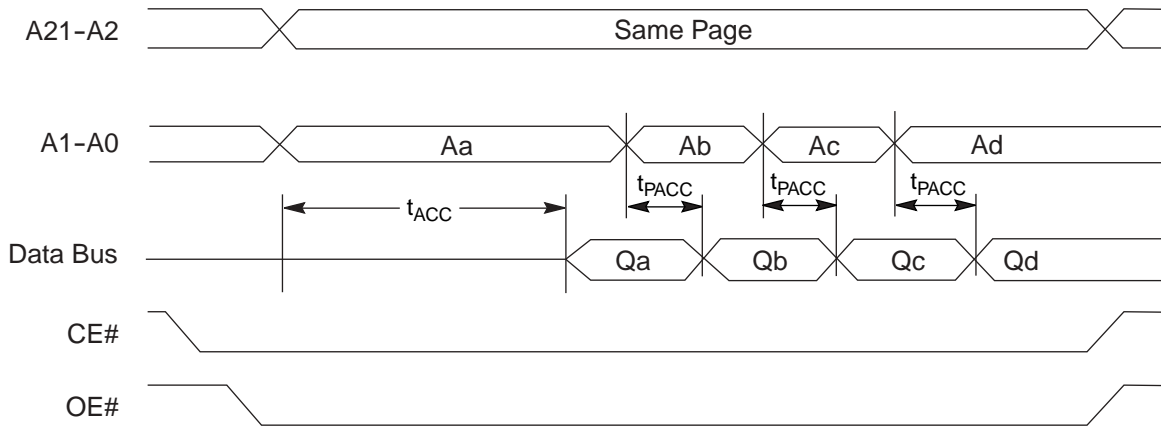 A21-A2 Same Page
A1-A0 Aa Ab Ac Ad
tACC tPACC tPACC tPACC
Data Bus Qa Qb Qc Qd
CE#
OE#